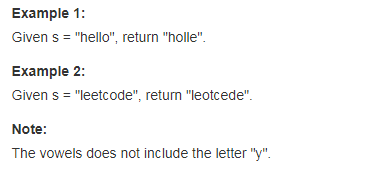 Example 1:
Given s = "hello", return "holle".
Example 2:
Given s = "leetcode", return "leotcede".
Note:
The vowels does not include the letter "y".